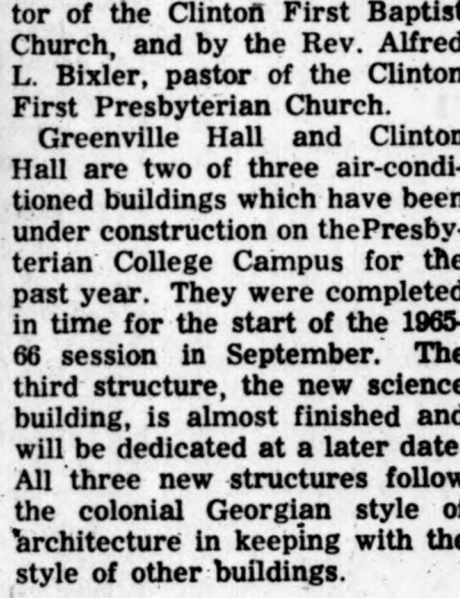 tor of the Clinton First Baptist
Church, and by the Rev. Alfred
L. Bixler, pastor of the Clinton
First Presbyterian Church.
Greenville Hall and Clinton
Hall are two of three air-condi-
tioned buildings which have been
under construction on thePresby-
terian College Campus for the
past year. They were completed
in time for the start of the 1965-
66 session in September. The
third structure, the new science
building, is almost finished and
will be dedicated at a later date
All three new structures follow
the colonial Georgian style of
architecture in keeping with the
style of other buildings.